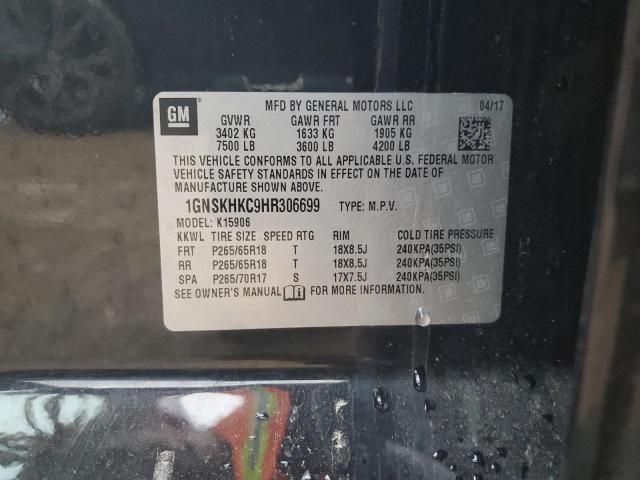 GM
MFD BY GENERAL MOTORS LLC 04/17
GVWR GAWR FRT GAWR RR
3402 KG 1633 KG 1905 KG
7500 LB 3600 LB 4200 LB
THIS VEHICLE CONFORMS TO ALL APPLICABLE U.S. FEDERAL MOTOR
VEHICLE SAFETY STANDARDS IN EFFECT ON THE DATE OF
MANUFACTURE SHOWN ABOVE.
1GNSKHKC9HR306699 TYPE: M.P.V.
MODEL: K15906
KKWL TIRE SIZE SPEED RTG RIM COLD TIRE PRESSURE
FRT P265/65R18 T 18X8.5J 240KPA(35PSI)
RR P265/65R18 T 18X8.5J 240KPA(35PSI)
SPA P265/70R17 S 17X7.5J 240KPA(35PSI)
SEE OWNER'S MANUAL FOR MORE INFORMATION.